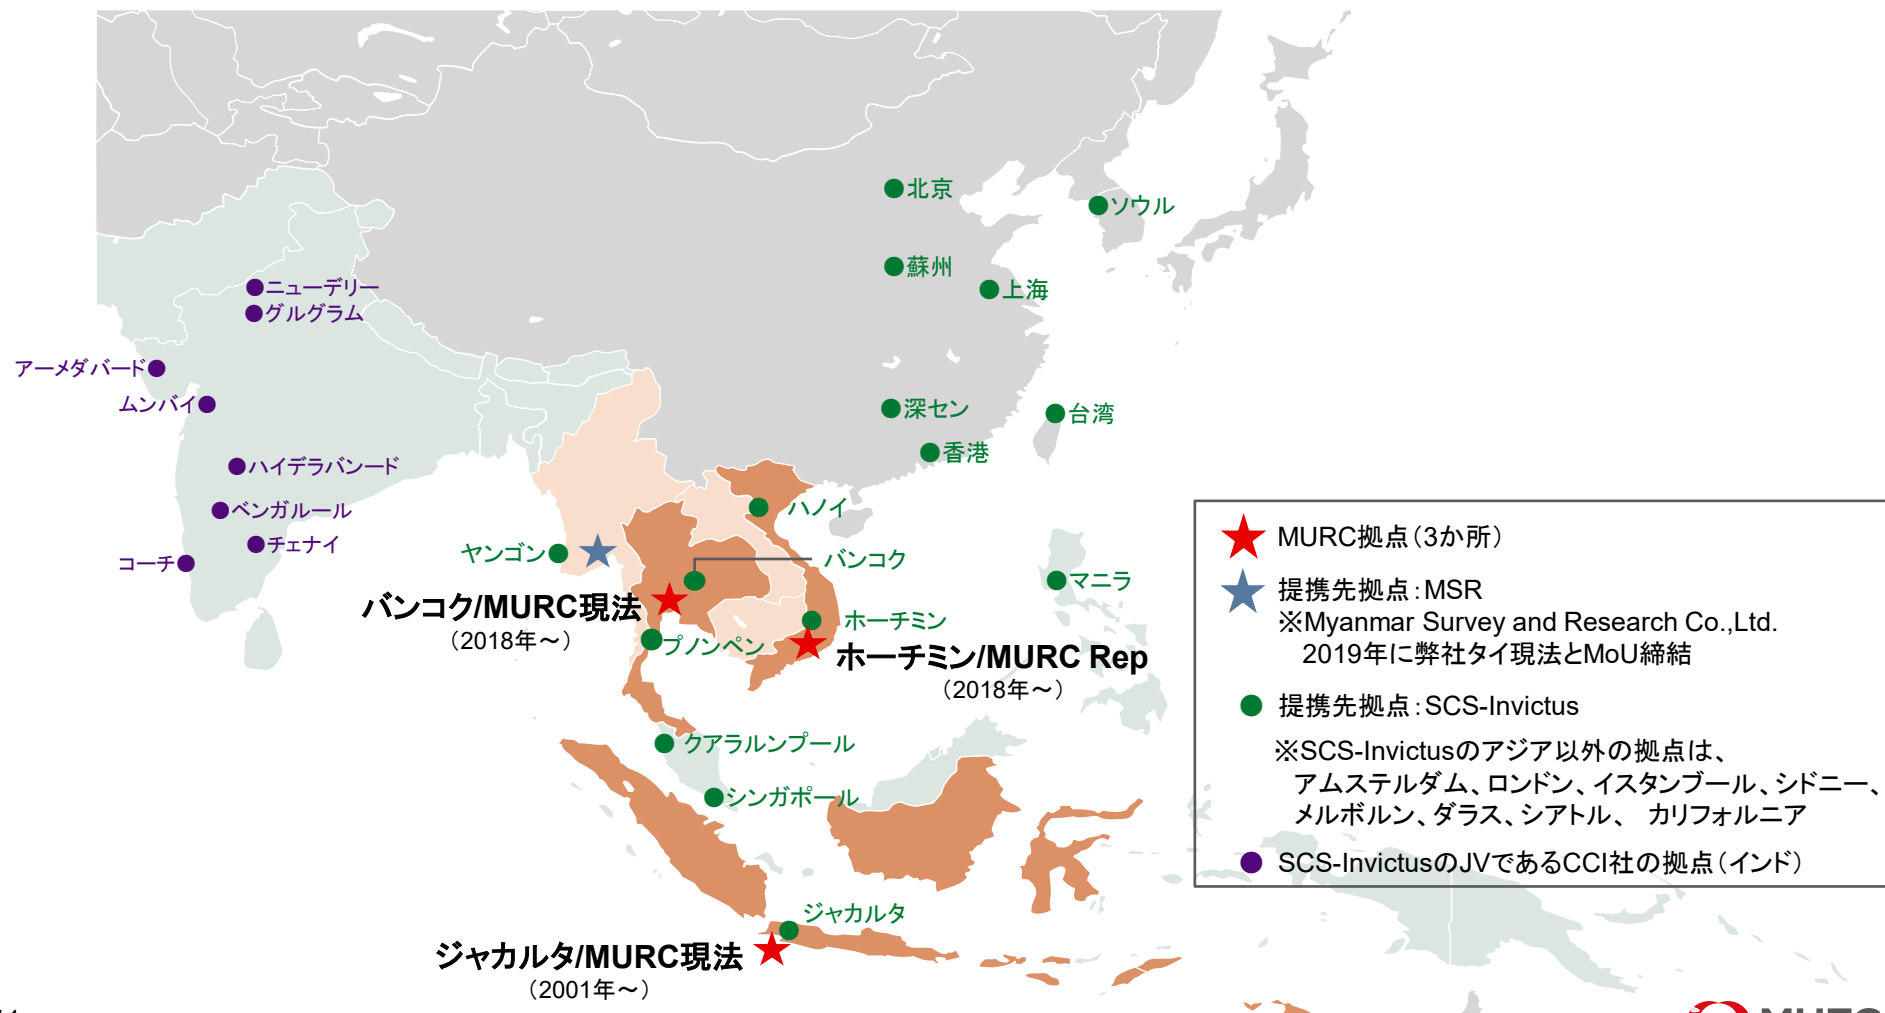 北京
ソウル
蘇州
上海
ニューデリー
グルグラム
アーメダバード
ムンバイ
深セン
台湾
香港
ハイデラバンード
ベンガルール
ハノイ
チェナイ
コーチ
ヤンゴン
バンコク
マニラ
バンコク/MURC現法
（2018年～）
ホーチミン
プノンペン
ホーチミン/MURC Rep
（2018年～）
クアラルンプール
シンガポール
ジャカルタ
ジャカルタ/MURC現法
（2001年～）
MURC拠点（3か所）
提携先拠点：MSR
※Myanmar Survey and Research Co.,Ltd.
2019年に弊社タイ現法とMoU締結
提携先拠点：SCS-Invictus
※SCS-Invictusのアジア以外の拠点は、
アムステルダム、ロンドン、イスタンブール、シドニー、
メルボルン、ダラス、シアトル、 カリフォルニア
SCS-InvictusのJVであるCCI社の拠点（インド）